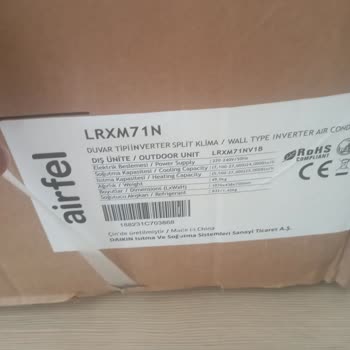 airfel
LRXM71N
DUVAR TİPİ İNVERTER SPLIT KLİMA / WALL TYPE INVERTER AIR COND
DIŞ ÜNİTE / OUTDOOR UNIT LRXM71NV1B
Elektrik Beslemesi / Power Supply
Soğutma Kapasitesi / Cooling Capacity
Isıtma Kapasitesi / Heating Capacity
Ağırlık / Weight
Boyutlar / Dimensions (LxWxH)
Soğutucu Akışkan / Refrigerant
RoHS
COMPLIANT
CE
Çin'de üretilmiştir / Made in China
DAIKIN Isıtma Ve Soğutma Sistemleri Sanayi Ticaret A.Ş.